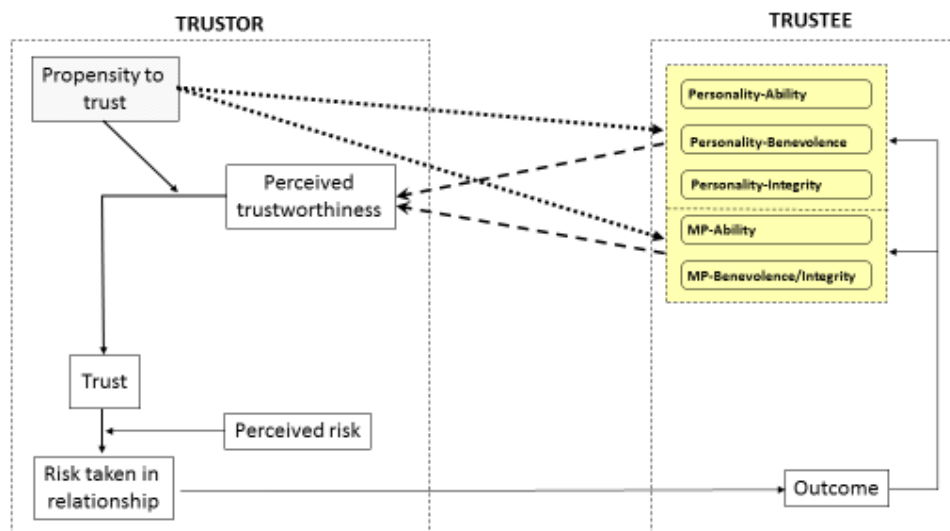 TRUSTOR
TRUSTEE
Propensity to
trust
Perceived
trustworthiness
Personality-Ability
Personality-Benevolence
Personality-Integrity
MP-Ability
MP-Benevolence/Integrity
Trust
Perceived risk
Risk taken in
relationship
Outcome